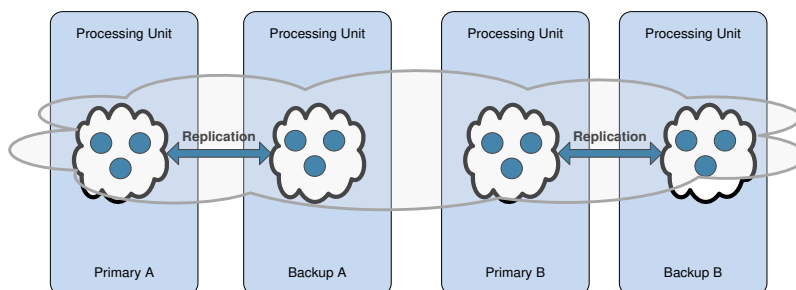 Processing Unit
Processing Unit
Processing Unit
Processing Unit
Replication
Replication
Primary A
Backup A
Primary B
Backup B